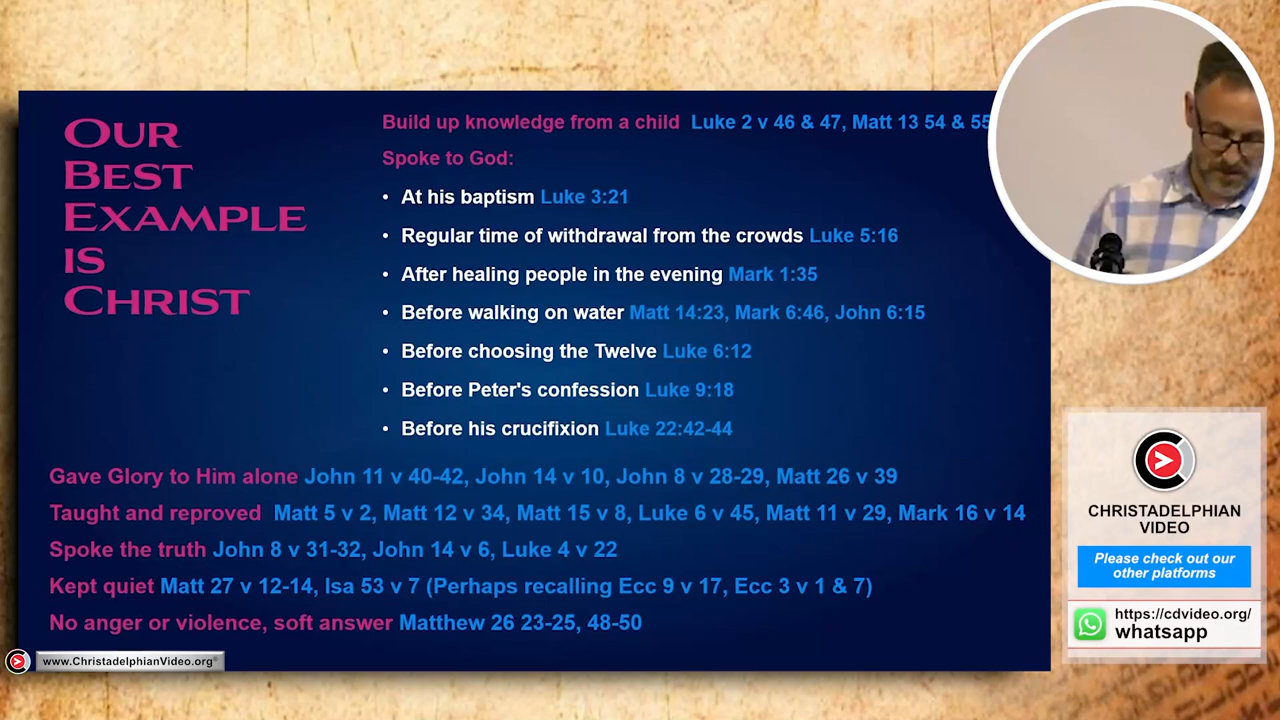 OUR
BEST
EXAMPLE
IS
CHRIST
Build up knowledge from a child Luke 2 v 46 & 47, Matt 13 54 & 55
Spoke to God:
• At his baptism Luke 3:21
• Regular time of withdrawal from the crowds Luke 5:16
• After healing people in the evening Mark 1:35
• Before walking on water Matt 14:23, Mark 6:46, John 6:15
• Before choosing the Twelve Luke 6:12
• Before Peter's confession Luke 9:18
• Before his crucifixion Luke 22:42-44
Gave Glory to Him alone John 11 v 40-42, John 14 v 10, John 8 v 28-29, Matt 26 v 39
Taught and reproved Matt 5 v 2, Matt 12 v 34, Matt 15 v 8, Luke 6 v 45, Matt 11 v 29, Mark 16 v 14
Spoke the truth John 8 v 31-32, John 14 v 6, Luke 4 v 22
Kept quiet Matt 27 v 12-14, Isa 53 v 7 (Perhaps recalling Ecc 9 v 17, Ecc 3 v 1 & 7)
No anger or violence, soft answer Matthew 26 23-25, 48-50
www.ChristadelphianVideo.org®
CHRISTADELPHIAN
VIDEO
Please check out our
other platforms
https://cdvideo.org/
whatsapp